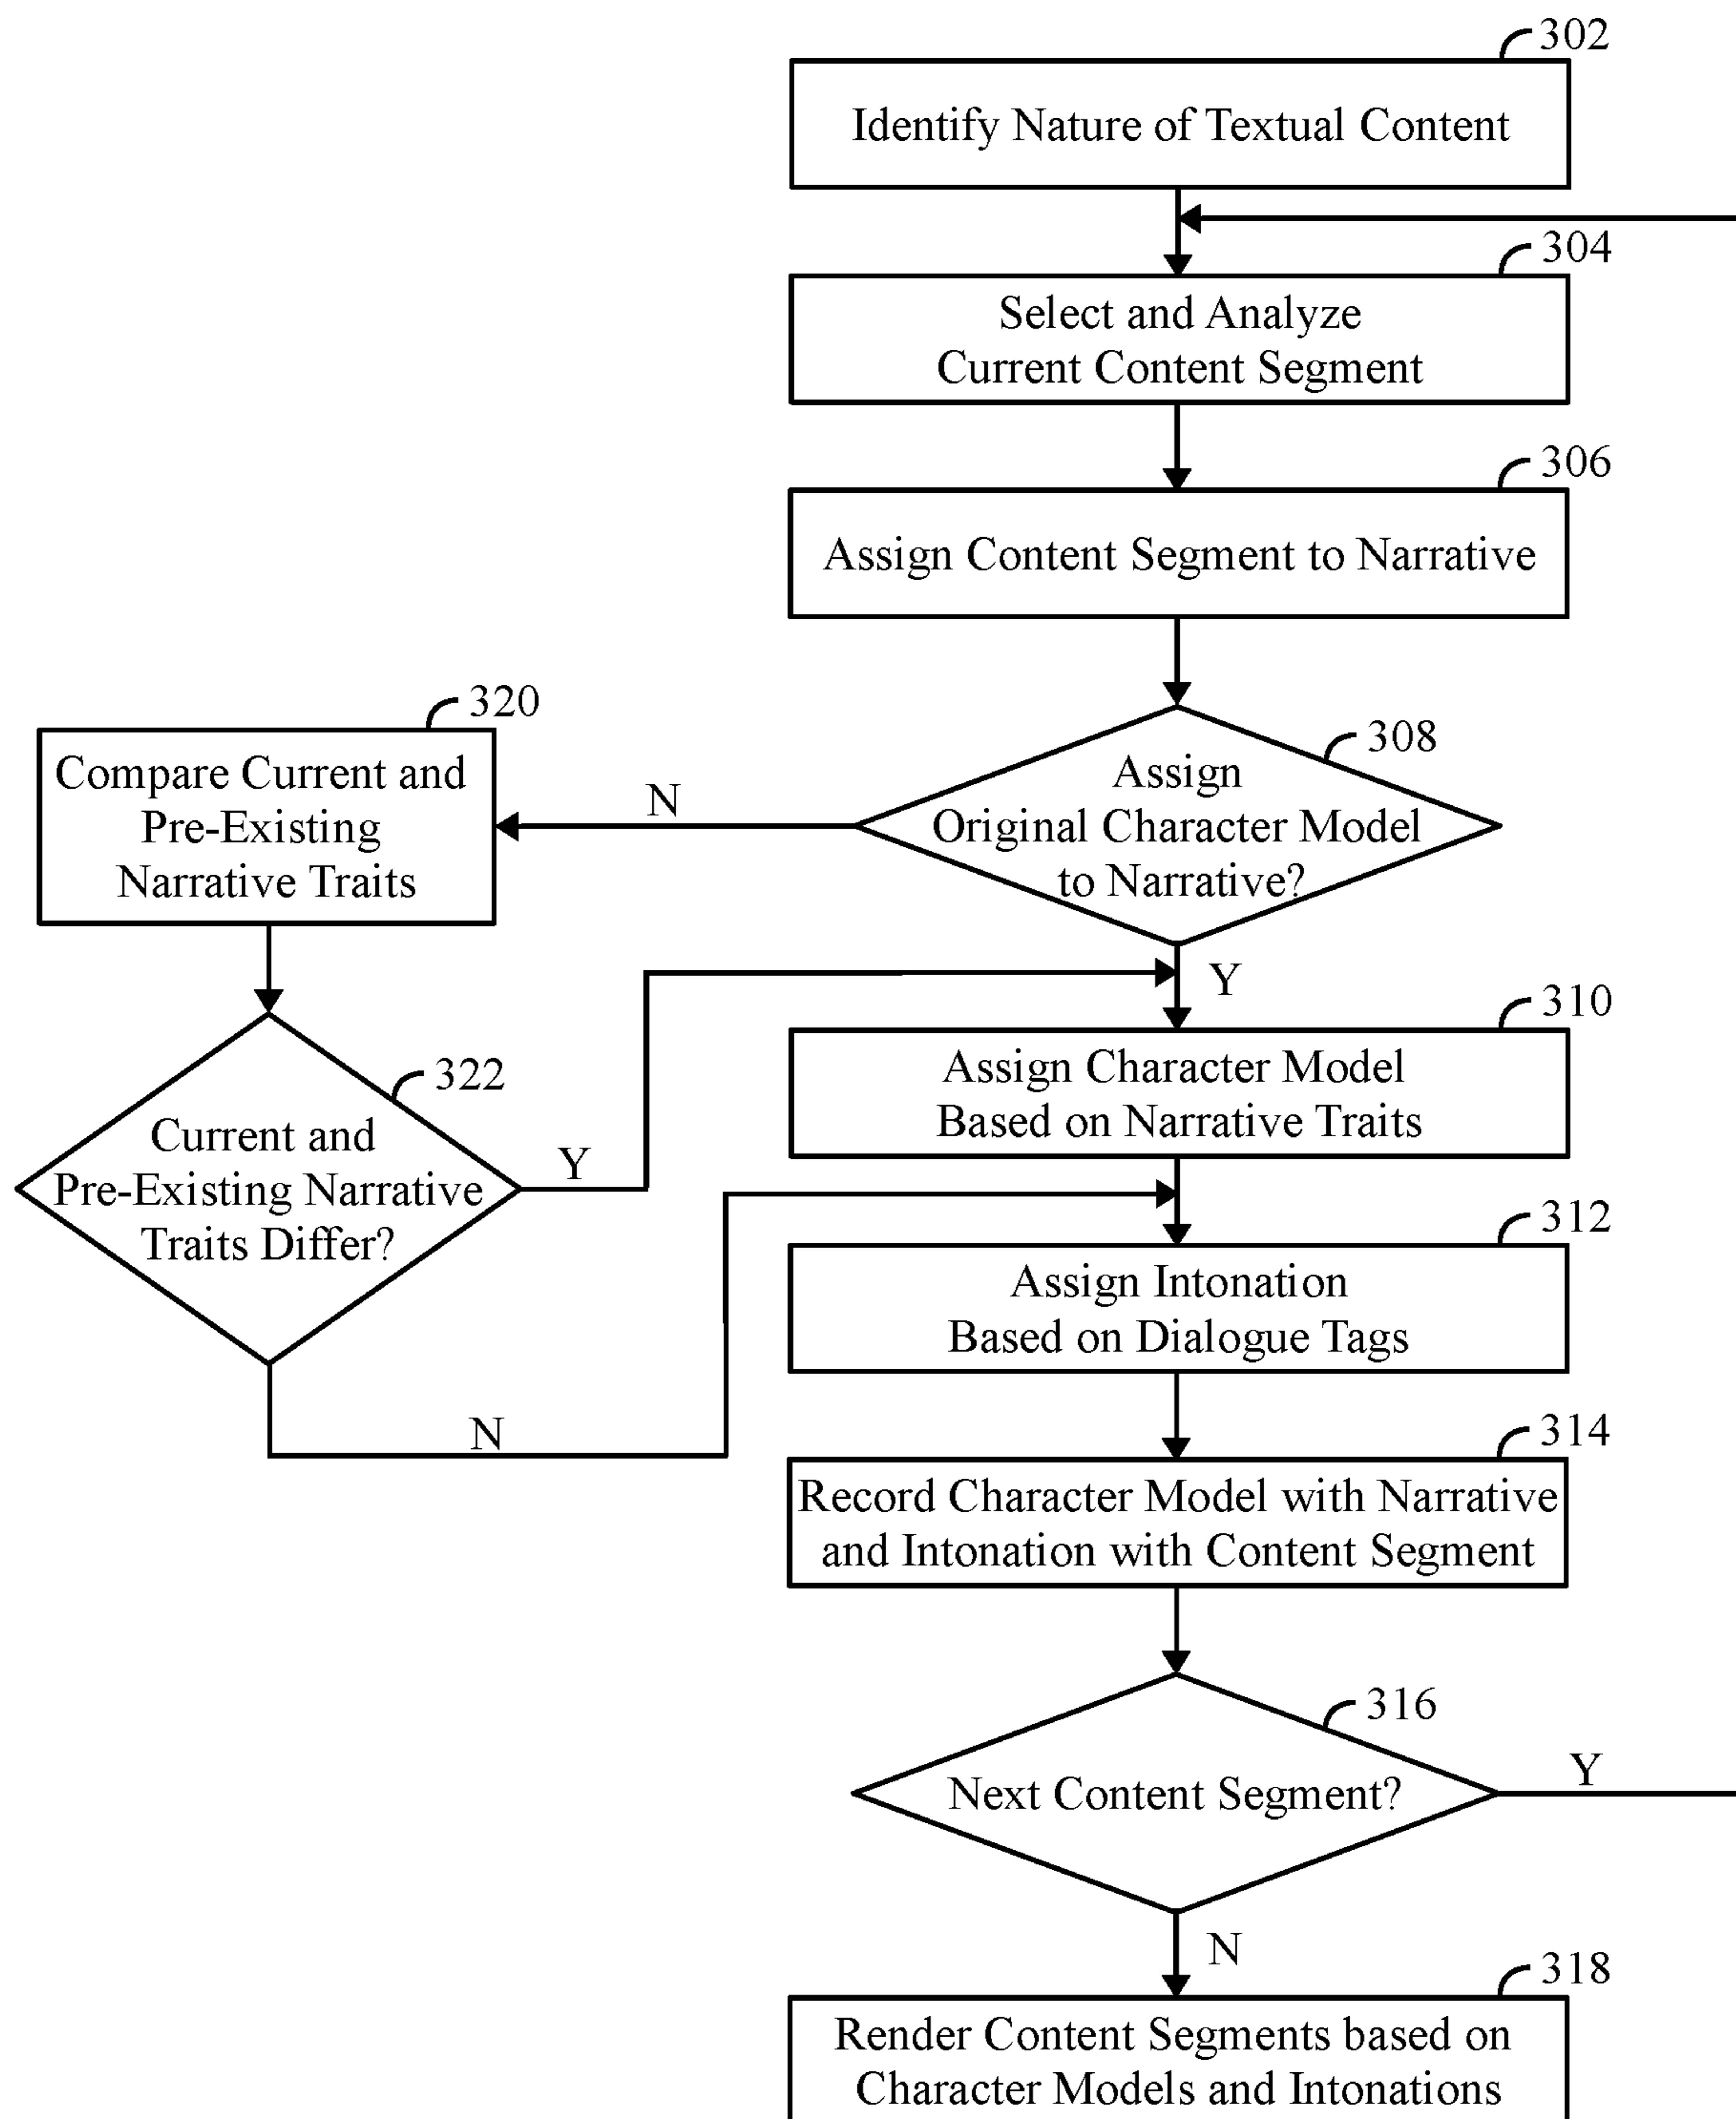 302
Identify Nature of Textual Content
304
Select and Analyze
Current Content Segment
306
Assign Content Segment to Narrative
308
Assign
Original Character Model
to Narrative?
N
320
Compare Current and
Pre-Existing
Narrative Traits
322
Current and
Pre-Existing Narrative
Traits Differ?
Y
N
Y
310
Assign Character Model
Based on Narrative Traits
312
Assign Intonation
Based on Dialogue Tags
314
Record Character Model with Narrative
and Intonation with Content Segment
316
Next Content Segment?
Y
N
318
Render Content Segments based on
Character Models and Intonations